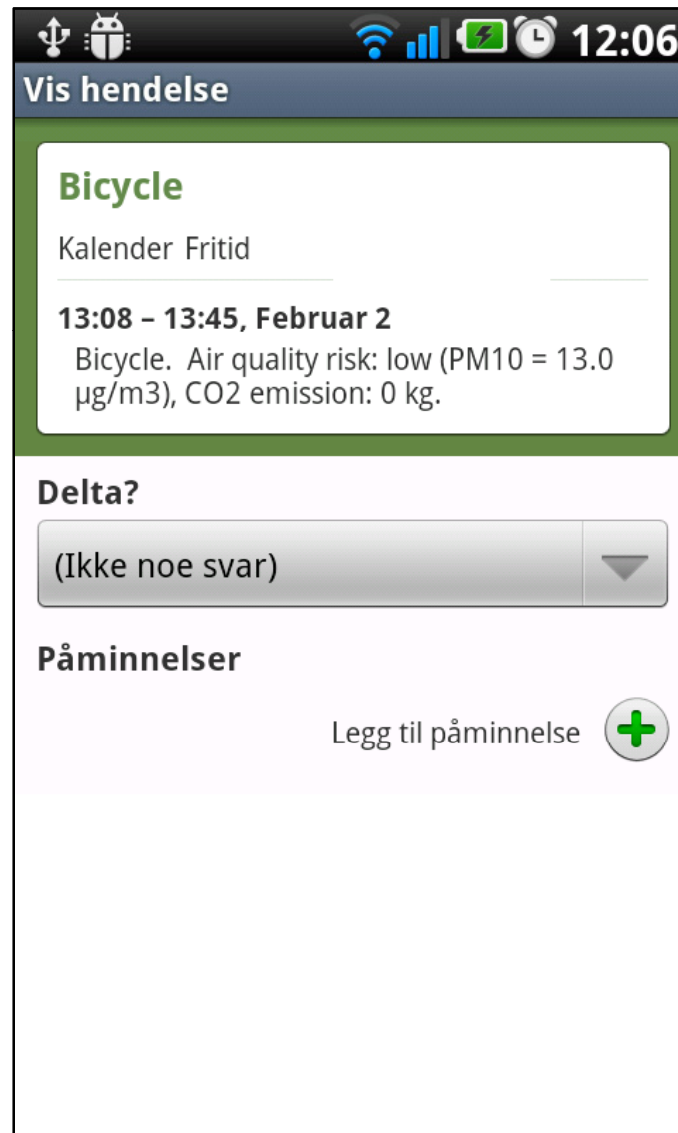 12:06
Vis hendelse
Bicycle
Kalender Fritid
13:08 – 13:45, Februar 2
Bicycle.  Air quality risk: low (PM10 = 13.0
µg/m3), CO2 emission: 0 kg.
Delta?
(Ikke noe svar)
Påminnelser
Legg til påminnelse